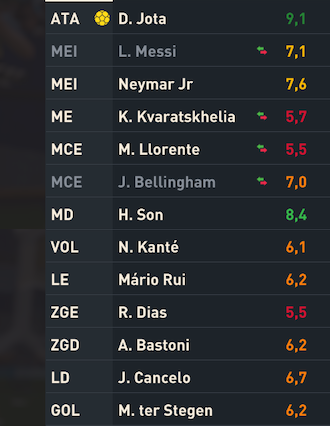 ATA D. Jota 9,1
MEI L. Messi 7,1
MEI Neymar Jr 7,6
ME K. Kvaratskhelia 5,7
MCE M. Llorente 5,5
MCE J. Bellingham 7,0
MD H. Son 8,4
VOL N. Kanté 6,1
LE Mário Rui 6,2
ZGE R. Dias 5,5
ZGD A. Bastoni 6,2
LD J. Cancelo 6,7
GOL M. ter Stegen 6,2